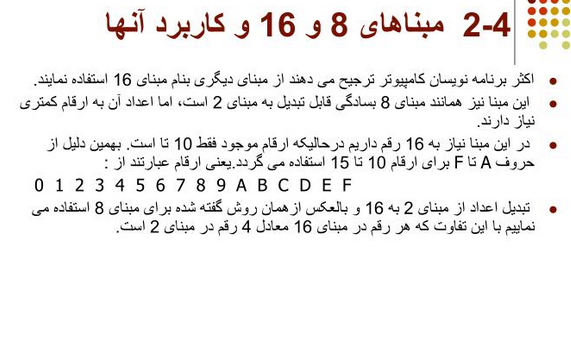 2-4 مبناهای 8 و 16 و کاربرد آنها
اکثر برنامه نویسان کامپیوتر ترجیح می دهند از مبنای دیگری بنام مبنای 16 استفاده نمایند.
این مبنا نیز همانند مبنای 8 بسادگی قابل تبدیل به مبنای 2 است، اما اعداد آن به ارقام کمتری
نیاز دارند.
در این مبنا نیاز به 16 رقم داریم درحالیکه ارقام موجود فقط 10 تا است. بهمین دلیل از
حروف A تا F برای ارقام 10 تا 15 استفاده می گردد.یعنی ارقام عبارتند از :
0 1 2 3 4 5 6 7 8 9 A B C D E F
تبدیل اعداد از مبنای 2 به 16 و بالعکس ازهمان روش گفته شده برای مبنای 8 استفاده می
نماییم با این تفاوت که هر رقم در مبنای 16 معادل 4 رقم در مبنای 2 است.